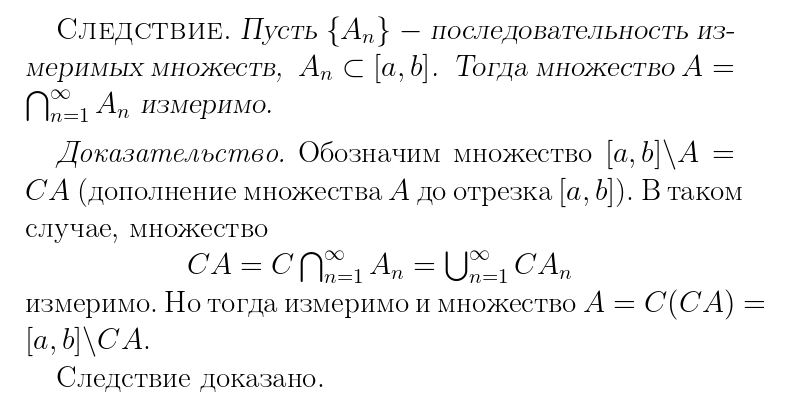 Следствие. Пусть {Aₙ} − последовательность из-
меримых множеств, Aₙ ⊂ [a, b]. Тогда множество A =
⋂_{n=1}^{∞} Aₙ измеримо.
Доказательство. Обозначим множество [a, b]\A =
CA (дополнение множества A до отрезка [a, b]). В таком
случае, множество
CA = C ⋂_{n=1}^{∞} Aₙ = ⋃_{n=1}^{∞} CAₙ
измеримо. Но тогда измеримо и множество A = C(CA) =
[a, b]\CA.
Следствие доказано.